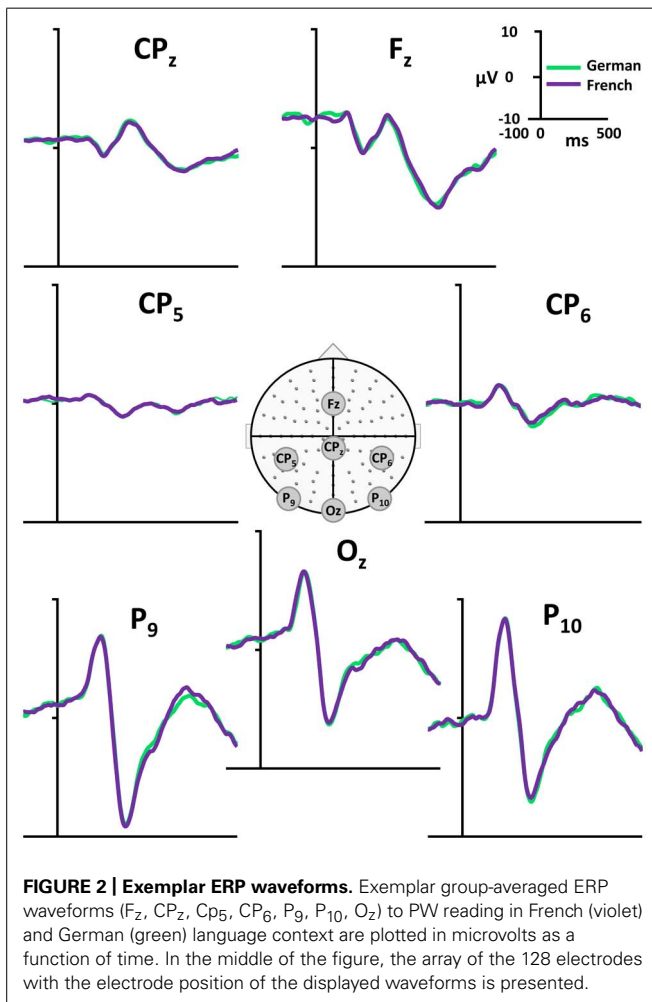 CPz
Fz
10
μV 0
-10
-100 0 500
ms
German
French
CP5
CP6
Fz
CPz
CP5
CP6
P9
P10
Oz
Oz
P9
P10
FIGURE 2 | Exemplar ERP waveforms. Exemplar group-averaged ERP
waveforms (Fz, CPz, Cp5, CP6, P9, P10, Oz) to PW reading in French (violet)
and German (green) language context are plotted in microvolts as a
function of time. In the middle of the figure, the array of the 128 electrodes
with the electrode position of the displayed waveforms is presented.